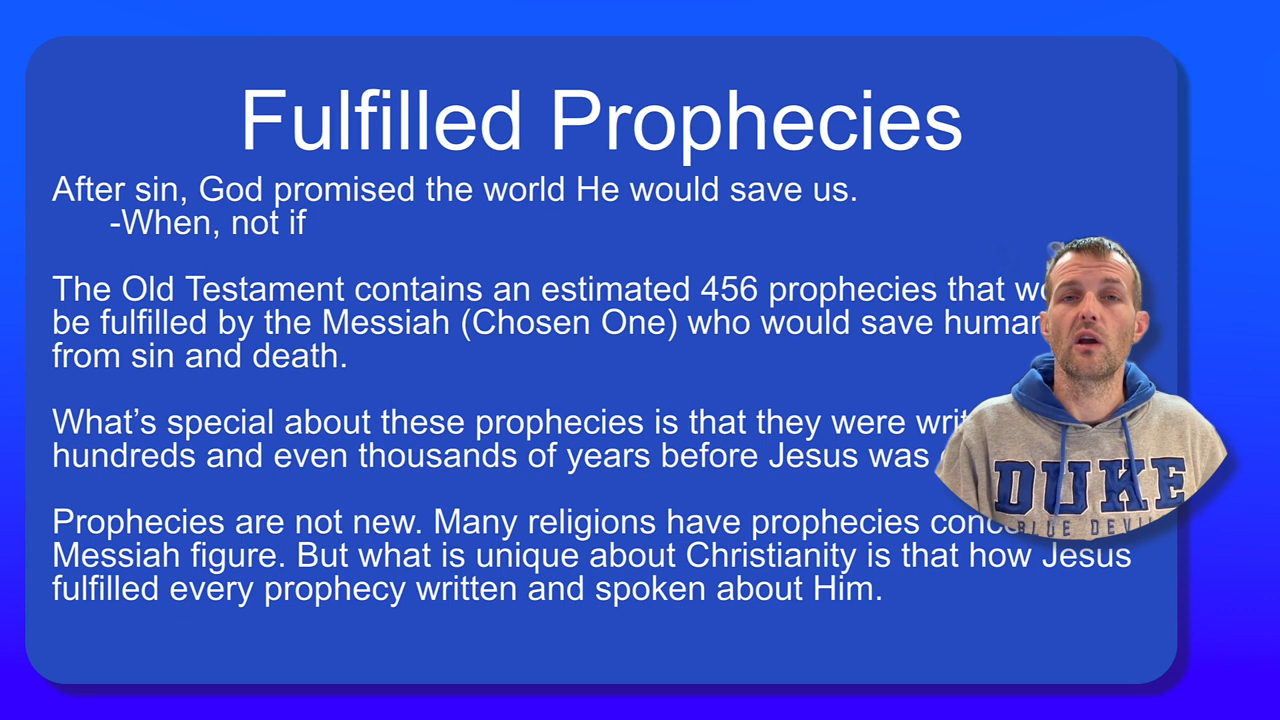 Fulfilled Prophecies
After sin, God promised the world He would save us.
-When, not if
The Old Testament contains an estimated 456 prophecies that
be fulfilled by the Messiah (Chosen One) who would save
from sin and death.
What's special about these prophecies is that they were
hundreds and even thousands of years before Jesus was
Prophecies are not new. Many religions have prophecies
Messiah figure. But what is unique about Christianity is that how Jesus
fulfilled every prophecy written and spoken about Him.
DUKE
BLUE